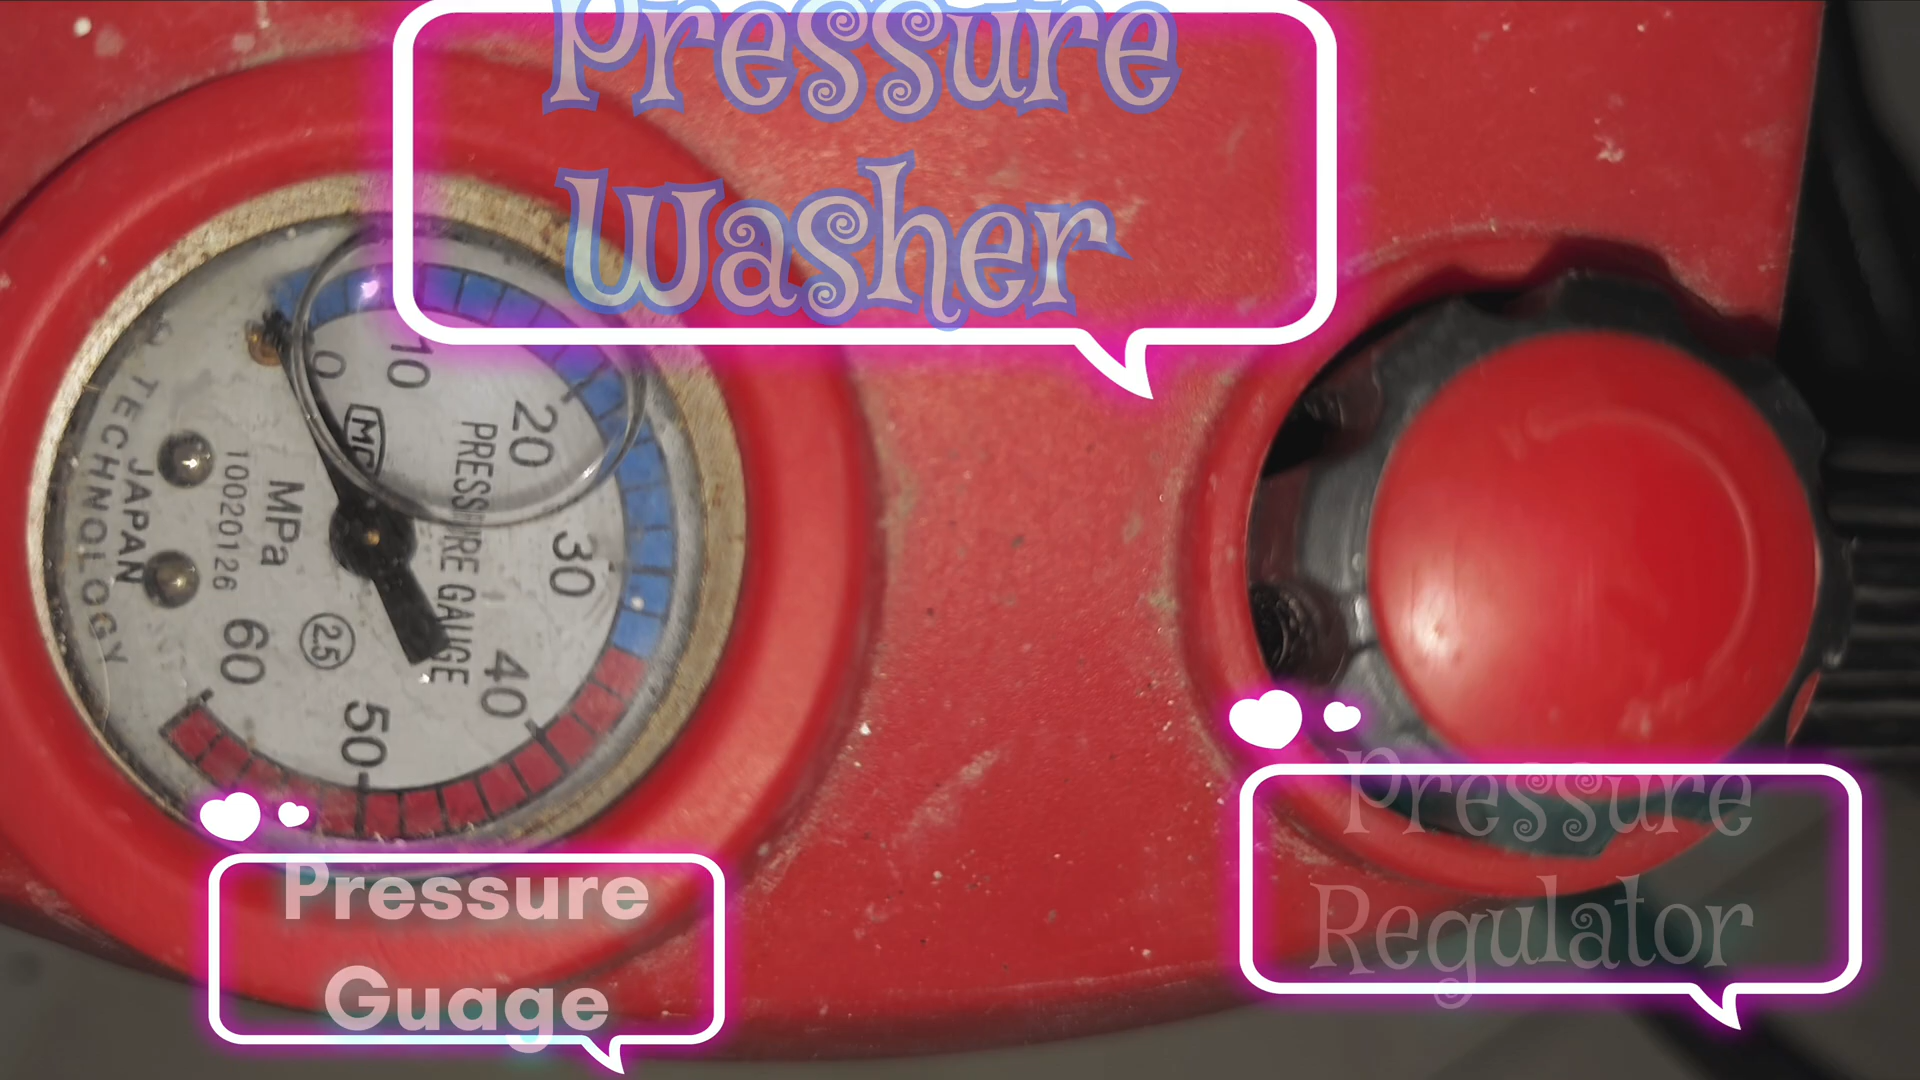 Pressure
Washer
0
10
20
30
40
50
60
MPa
10020126
PRESSURE GAUGE
2.5
JAPAN
TECHNOLOGY
Pressure
Guage
Pressure
Regulator